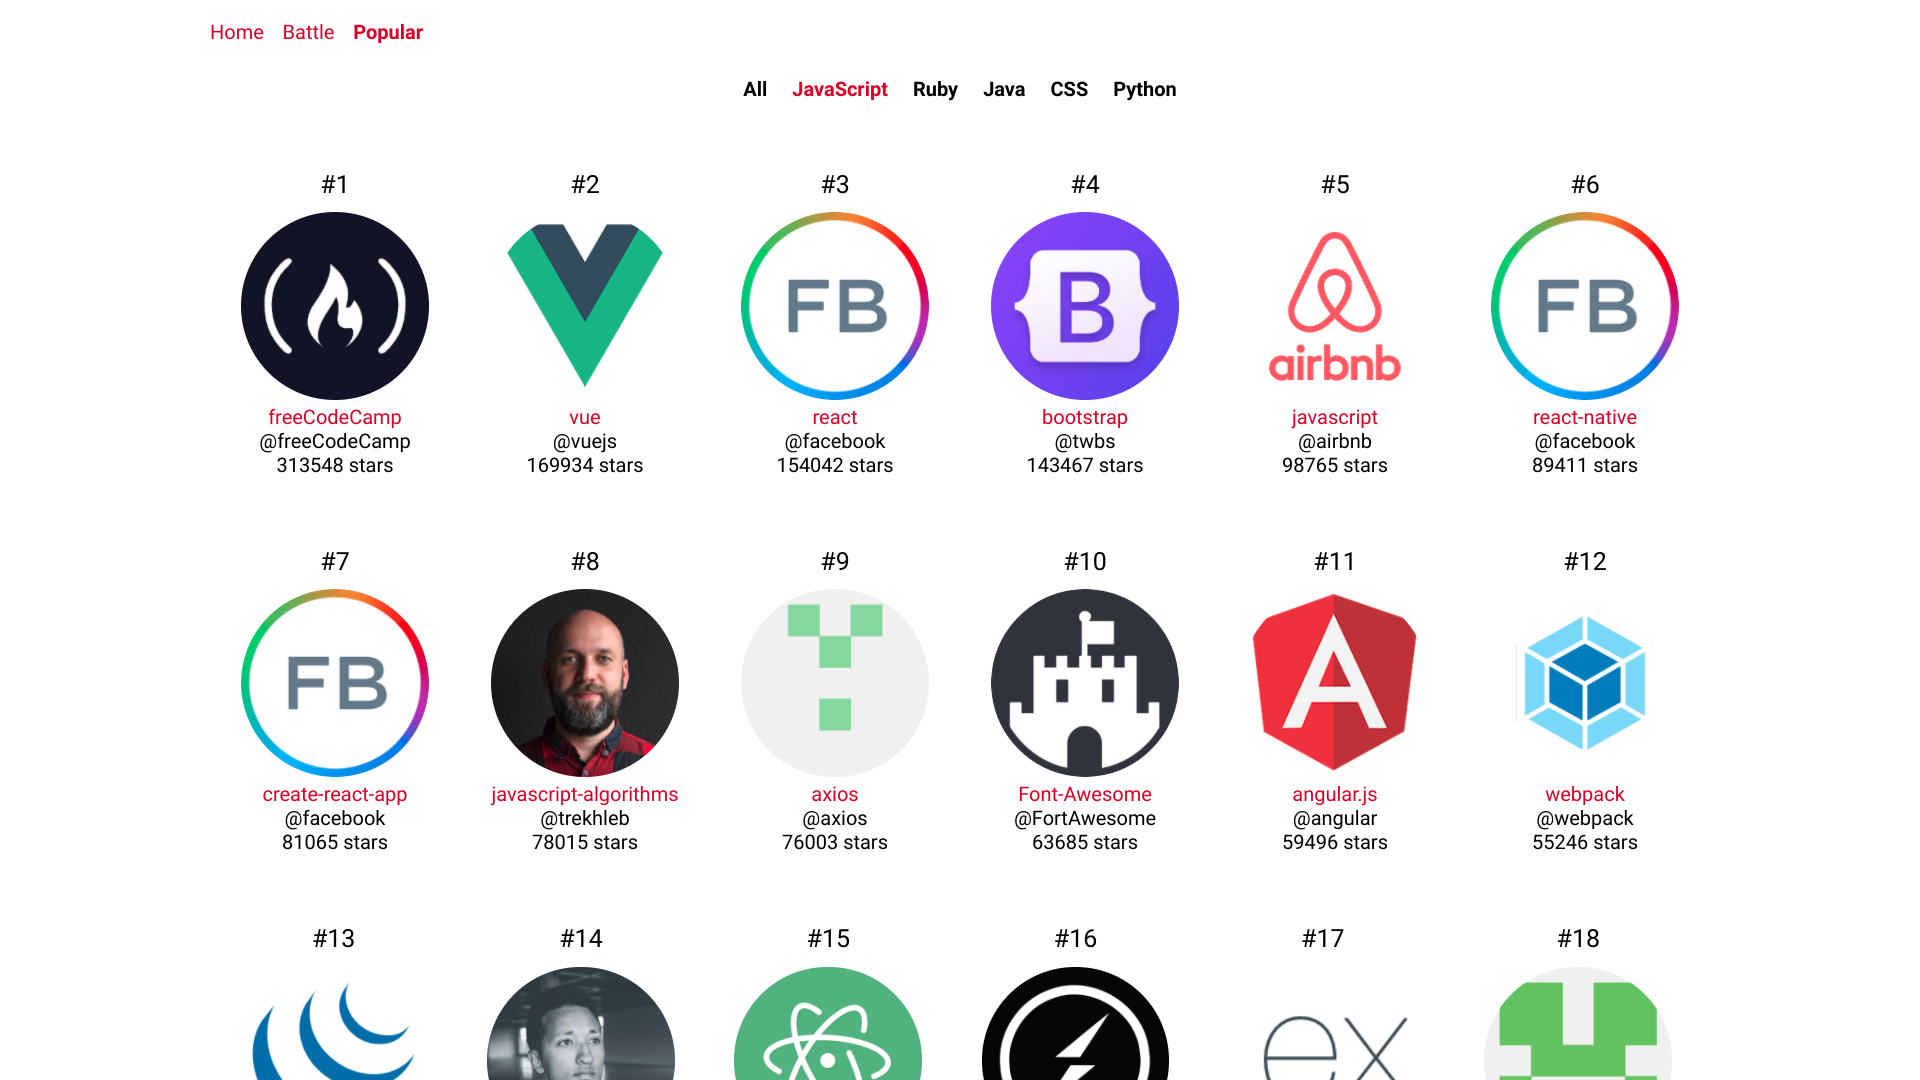 Home Battle Popular
All JavaScript Ruby Java CSS Python
#1 #2 #3 #4 #5 #6
FB B airbnb FB
freeCodeCamp vue react bootstrap javascript react-native
@freeCodeCamp @vuejs @facebook @twbs @airbnb @facebook
313548 stars 169934 stars 154042 stars 143467 stars 98765 stars 89411 stars
#7 #8 #9 #10 #11 #12
FB A
create-react-app javascript-algorithms axios Font-Awesome angular.js webpack
@facebook @trekhleb @axios @FortAwesome @angular @webpack
81065 stars 78015 stars 76003 stars 63685 stars 59496 stars 55246 stars
#13 #14 #15 #16 #17 #18
ex